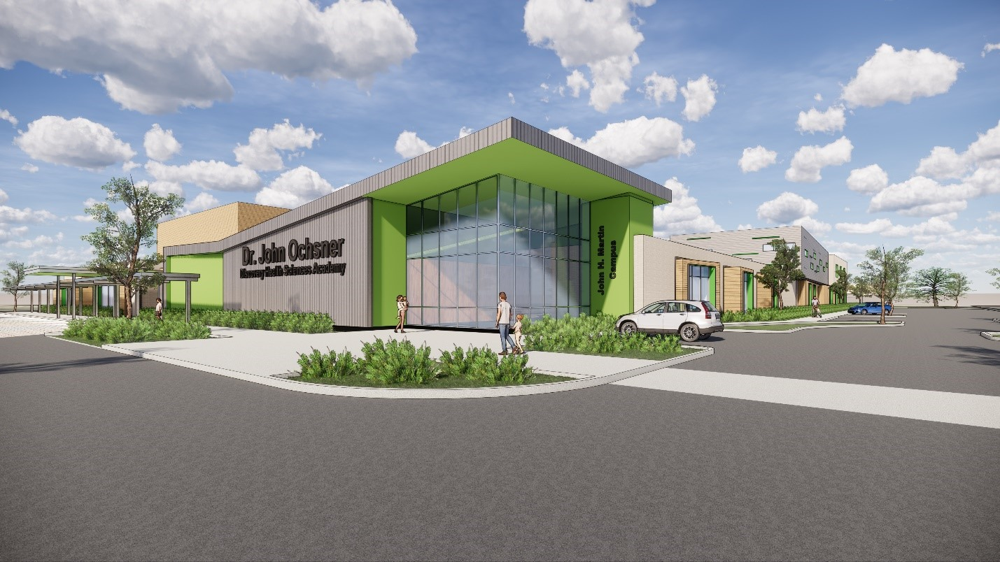 Dr. John Ochsner
Discovery Health Sciences Academy
John H. Martin
Campus